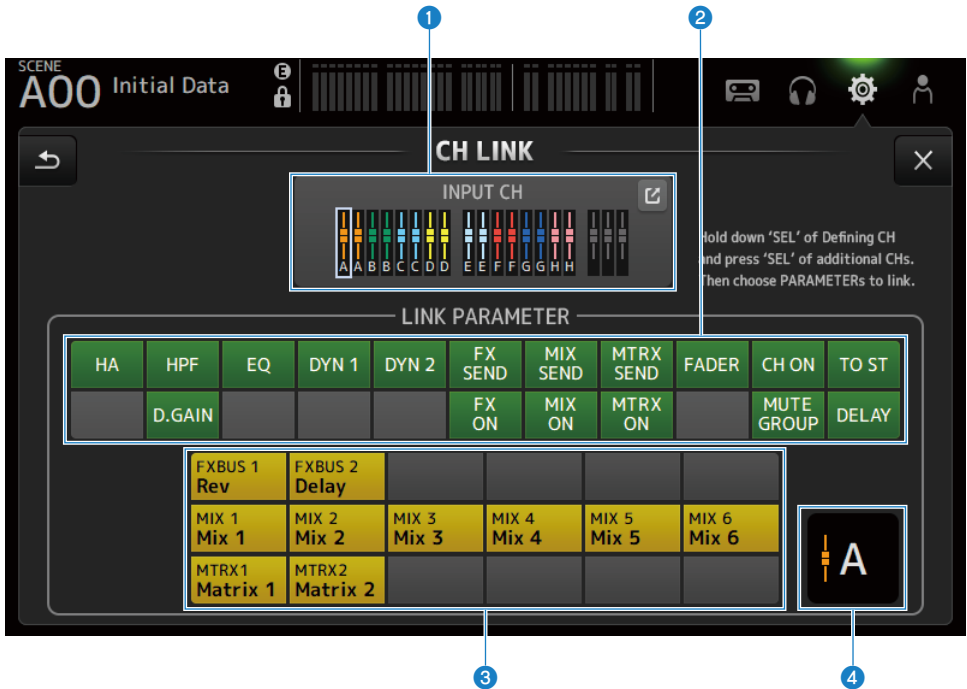 1 2
SCENE
A00 Initial Data E
CH LINK
INPUT CH
A A B B C C D D E E F F G G H H
Hold down 'SEL' of Defining CH
and press 'SEL' of additional CHs.
Then choose PARAMETERs to link.
LINK PARAMETER
HA HPF EQ DYN 1 DYN 2 FX SEND MIX SEND MTRX SEND FADER CH ON TO ST
D.GAIN FX ON MIX ON MTRX ON MUTE GROUP DELAY
FXBUS 1 FXBUS 2
Rev Delay
MIX 1 MIX 2 MIX 3 MIX 4 MIX 5 MIX 6
Mix 1 Mix 2 Mix 3 Mix 4 Mix 5 Mix 6
MTRX1 MTRX2
Matrix 1 Matrix 2
A
3 4